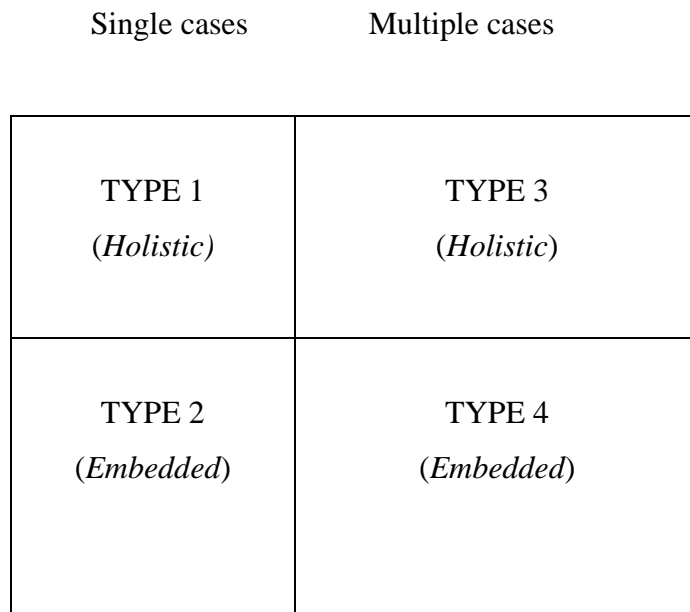 Single cases Multiple cases
TYPE 1 TYPE 3
(Holistic) (Holistic)
TYPE 2 TYPE 4
(Embedded) (Embedded)